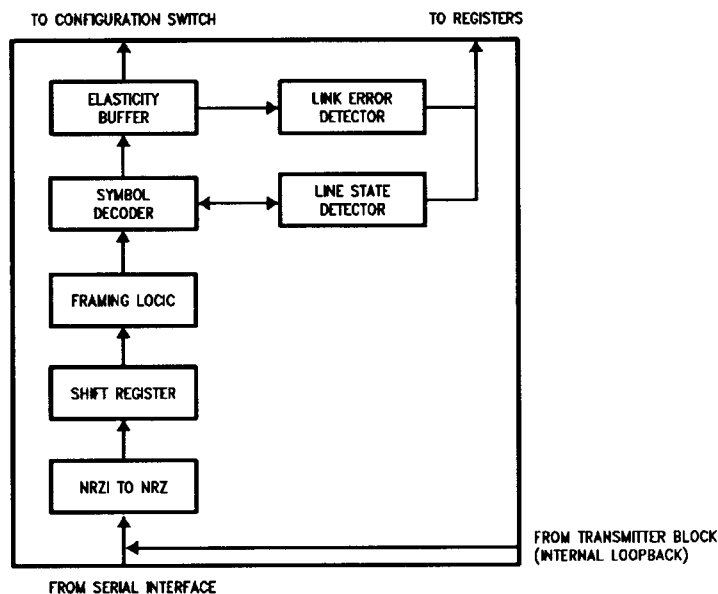 TO CONFIGURATION SWITCH
TO REGISTERS
ELASTICITY
BUFFER
LINK ERROR
DETECTOR
SYMBOL
DECODER
LINE STATE
DETECTOR
FRAMING LOGIC
SHIFT REGISTER
NRZI TO NRZ
FROM TRANSMITTER BLOCK
(INTERNAL LOOPBACK)
FROM SERIAL INTERFACE